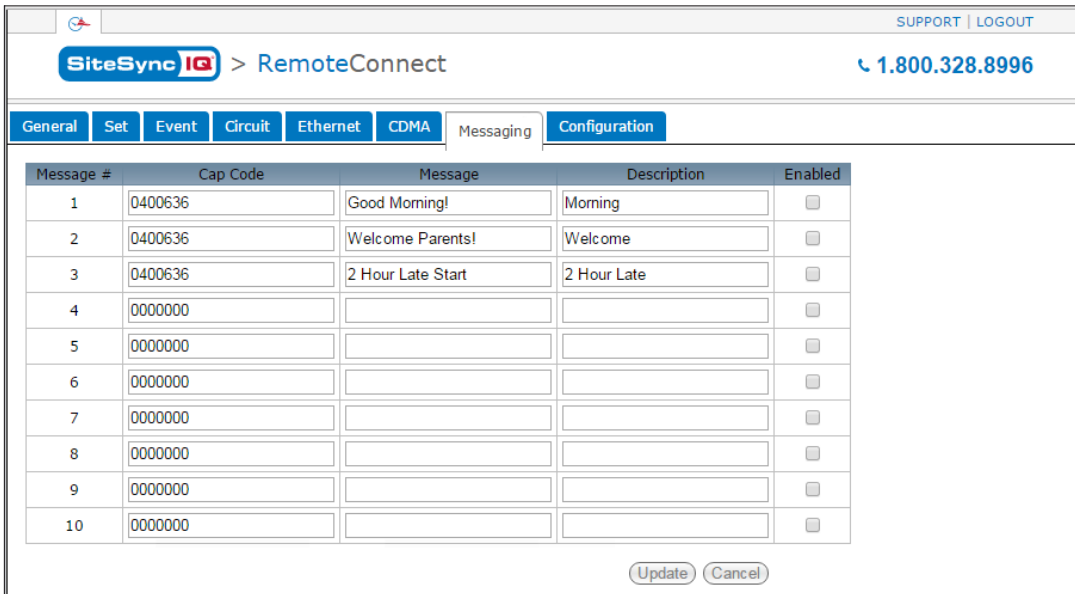 SUPPORT | LOGOUT
SiteSync IQ > RemoteConnect
1.800.328.8996
General Set Event Circuit Ethernet CDMA Messaging Configuration
Message # Cap Code Message Description Enabled
1 0400636 Good Morning! Morning
2 0400636 Welcome Parents! Welcome
3 0400636 2 Hour Late Start 2 Hour Late
4 0000000
5 0000000
6 0000000
7 0000000
8 0000000
9 0000000
10 0000000
Update Cancel